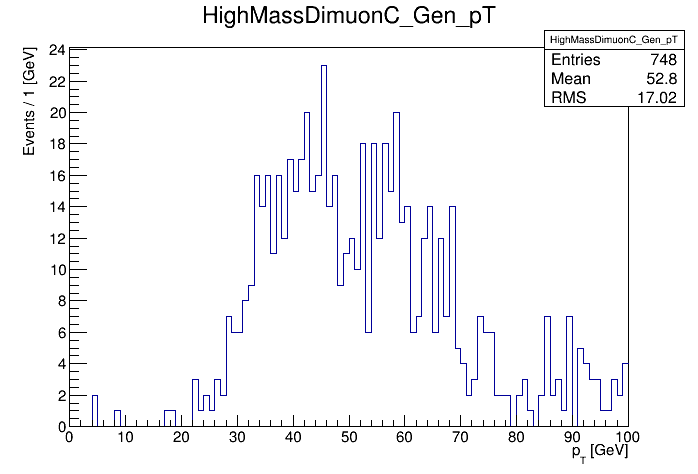 HighMassDimuonC_Gen_pT
HighMassDimuonC_Gen_pT
Entries 748
Mean 52.8
RMS 17.02
Events / 1 [GeV]
24
22
20
18
16
14
12
10
8
6
4
2
0
0 10 20 30 40 50 60 70 80 90 100
p_T [GeV]